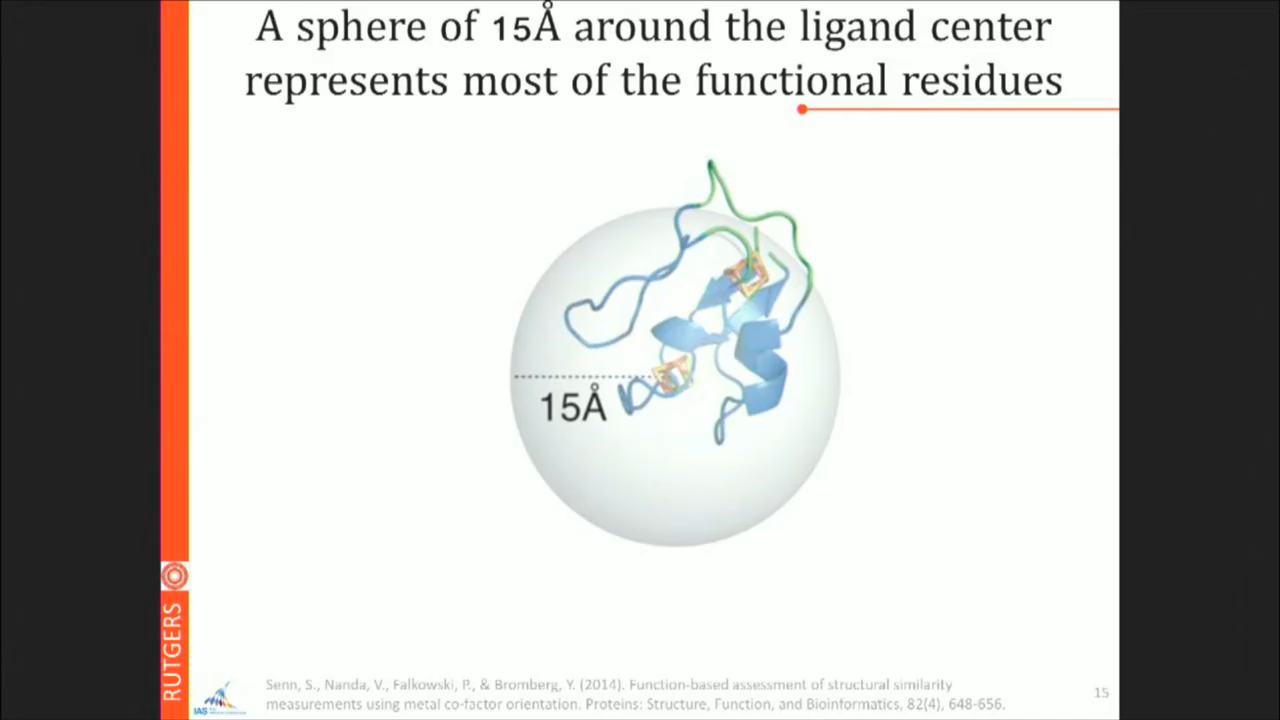 A sphere of 15Å around the ligand center
represents most of the functional residues
15Å
RUTGERS
IAS
Senn, S., Nanda, V., Falkowski, P., & Bromberg, Y. (2014). Function-based assessment of structural similarity
measurements using metal co-factor orientation. Proteins: Structure, Function, and Bioinformatics, 82(4), 648-656.
15